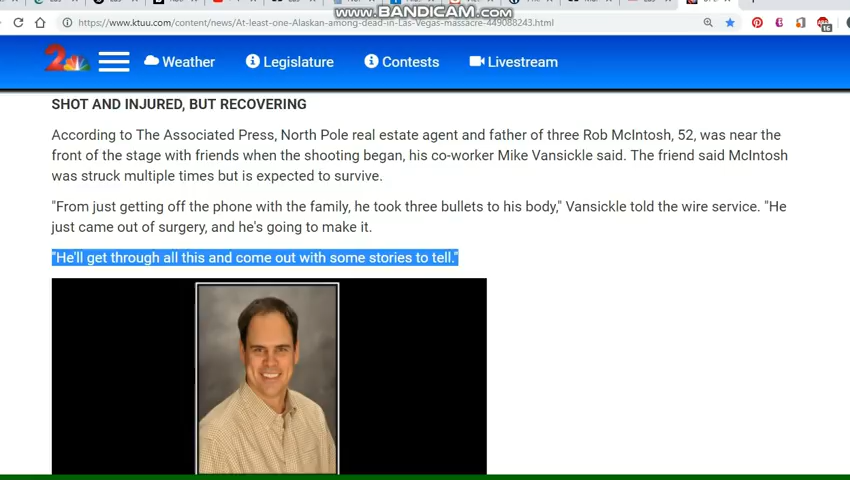 WWW.BANDICAM.COM
https://www.ktuu.com/content/news/At-least-one-Alaskan-among-dead-in-Las-Vegas-massacre-449088243.html
2 Weather Legislature Contests Livestream
SHOT AND INJURED, BUT RECOVERING
According to The Associated Press, North Pole real estate agent and father of three Rob McIntosh, 52, was near the
front of the stage with friends when the shooting began, his co-worker Mike Vansickle said. The friend said McIntosh
was struck multiple times but is expected to survive.
"From just getting off the phone with the family, he took three bullets to his body," Vansickle told the wire service. "He
just came out of surgery, and he's going to make it.
"He'll get through all this and come out with some stories to tell."